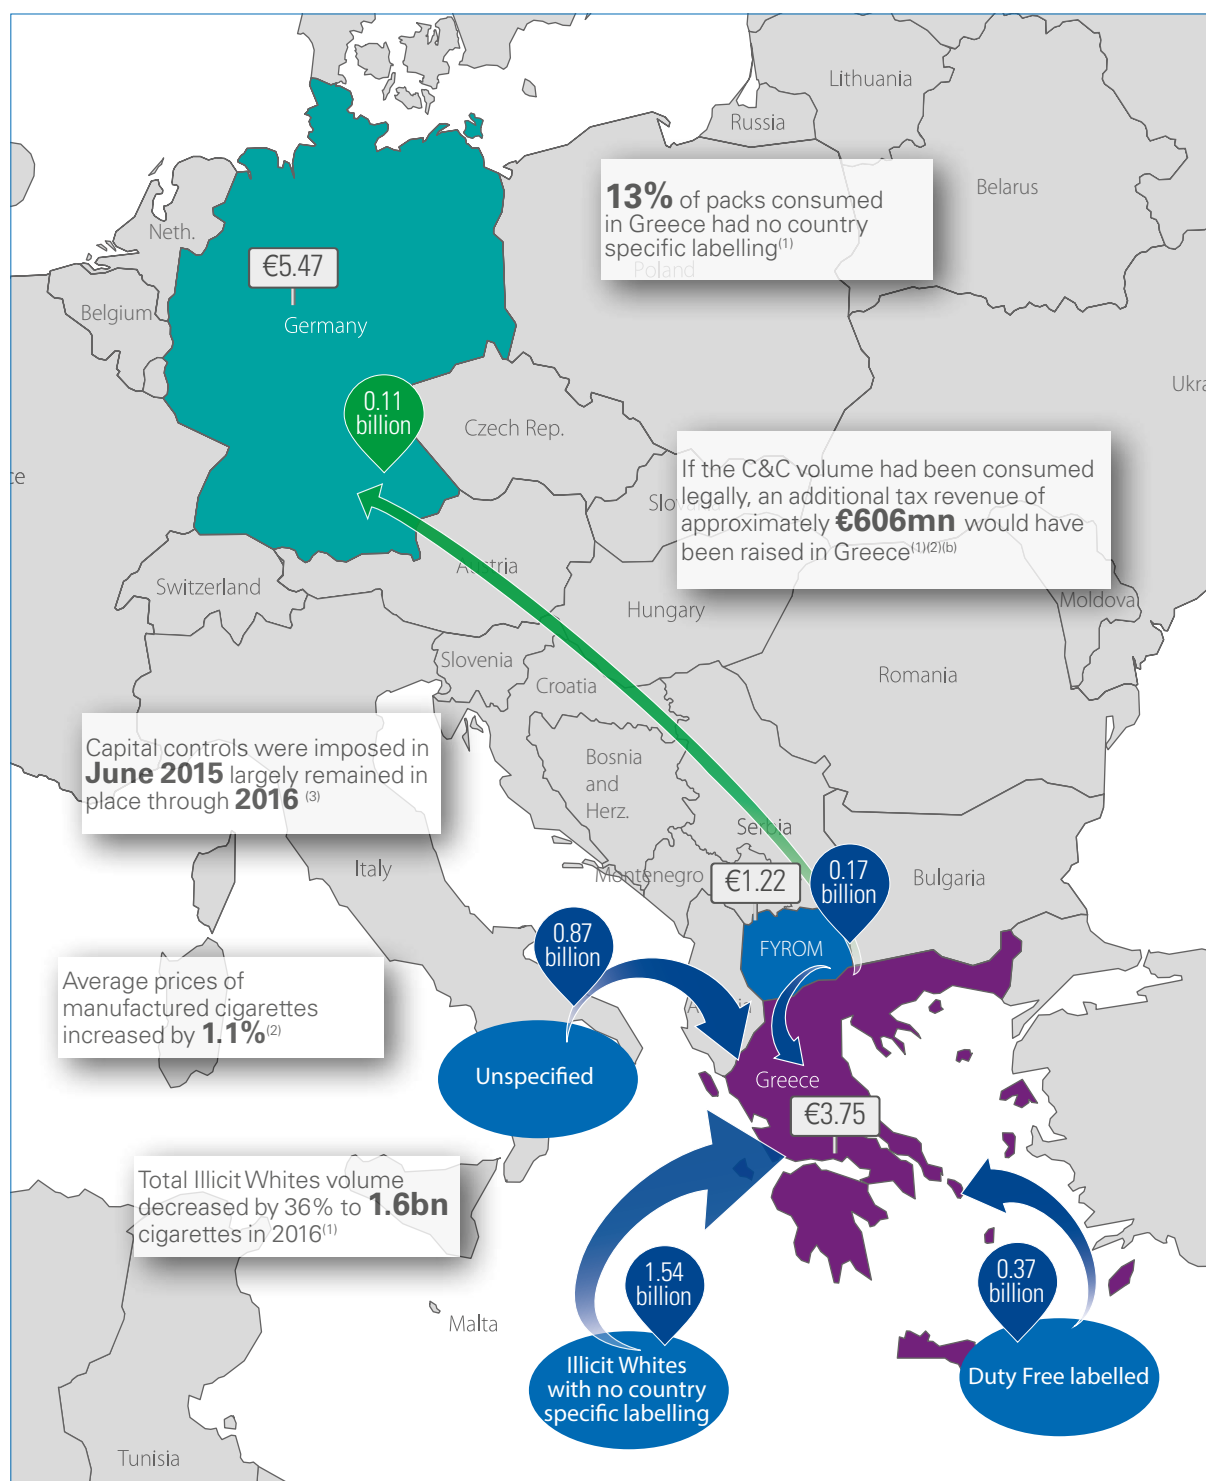 Lithuania
Russia
Belarus
13% of packs consumed
in Greece had no country
specific labelling(1)
Poland
Neth.
€5.47
Belgium
Germany
Ukra
0.11
billion
Czech Rep.
ce
If the C&C volume had been consumed
legally, an additional tax revenue of
approximately €606mn would have
been raised in Greece(1)(2)(b)
Slovakia
Austria
Switzerland
Hungary
Moldova
Slovenia
Croatia
Romania
Capital controls were imposed in
June 2015 largely remained in
place through 2016 (3)
Bosnia
and
Herz.
Serbia
Italy
Montenegro
€1.22
0.17
billion
Bulgaria
0.87
billion
FYROM
Average prices of
manufactured cigarettes
increased by 1.1%(2)
Unspecified
Greece
€3.75
Total Illicit Whites volume
decreased by 36% to 1.6bn
cigarettes in 2016(1)
1.54
billion
0.37
billion
Malta
Illicit Whites
with no country
specific labelling
Duty Free labelled
Tunisia